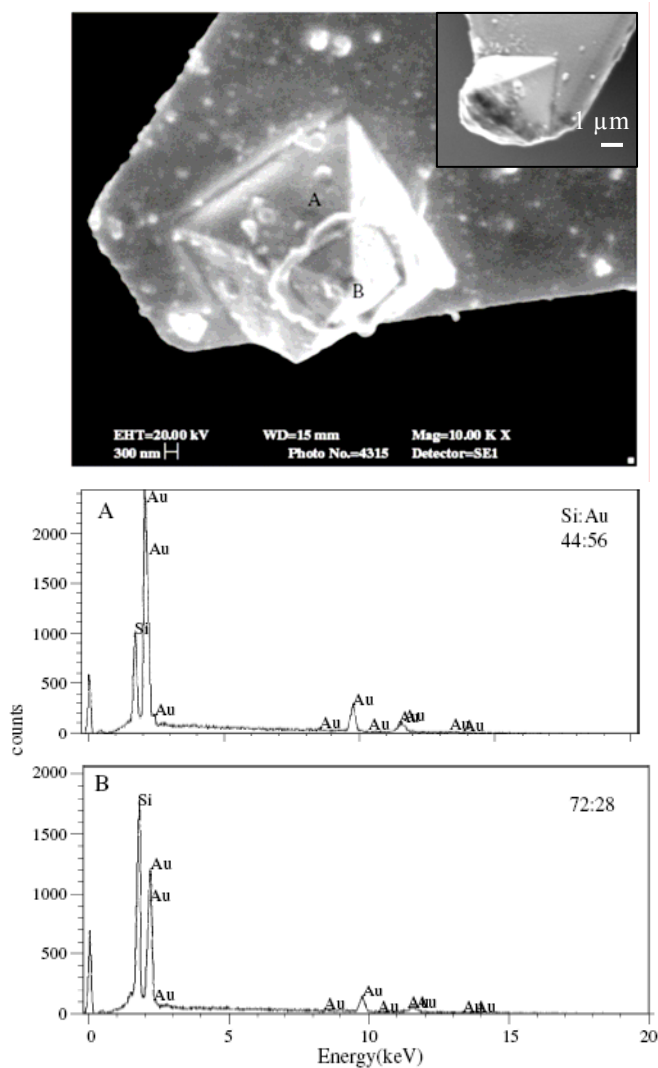 1 μm
A
B
EHT=20.00 kV WD=15 mm Mag=10.00 K X
300 nm Photo No.=4315 Detector=SE1
A
Au
Si:Au
44:56
2000
Au
1500
1000
Si
500
Au
Au
Au
Au
Au
Au
Au
Au
0
counts
2000
B
Si
72:28
1500
Au
1000
Au
500
Au
Au
Au
Au
Au
Au
Au
Au
0
0 5 10 15 20
Energy(keV)